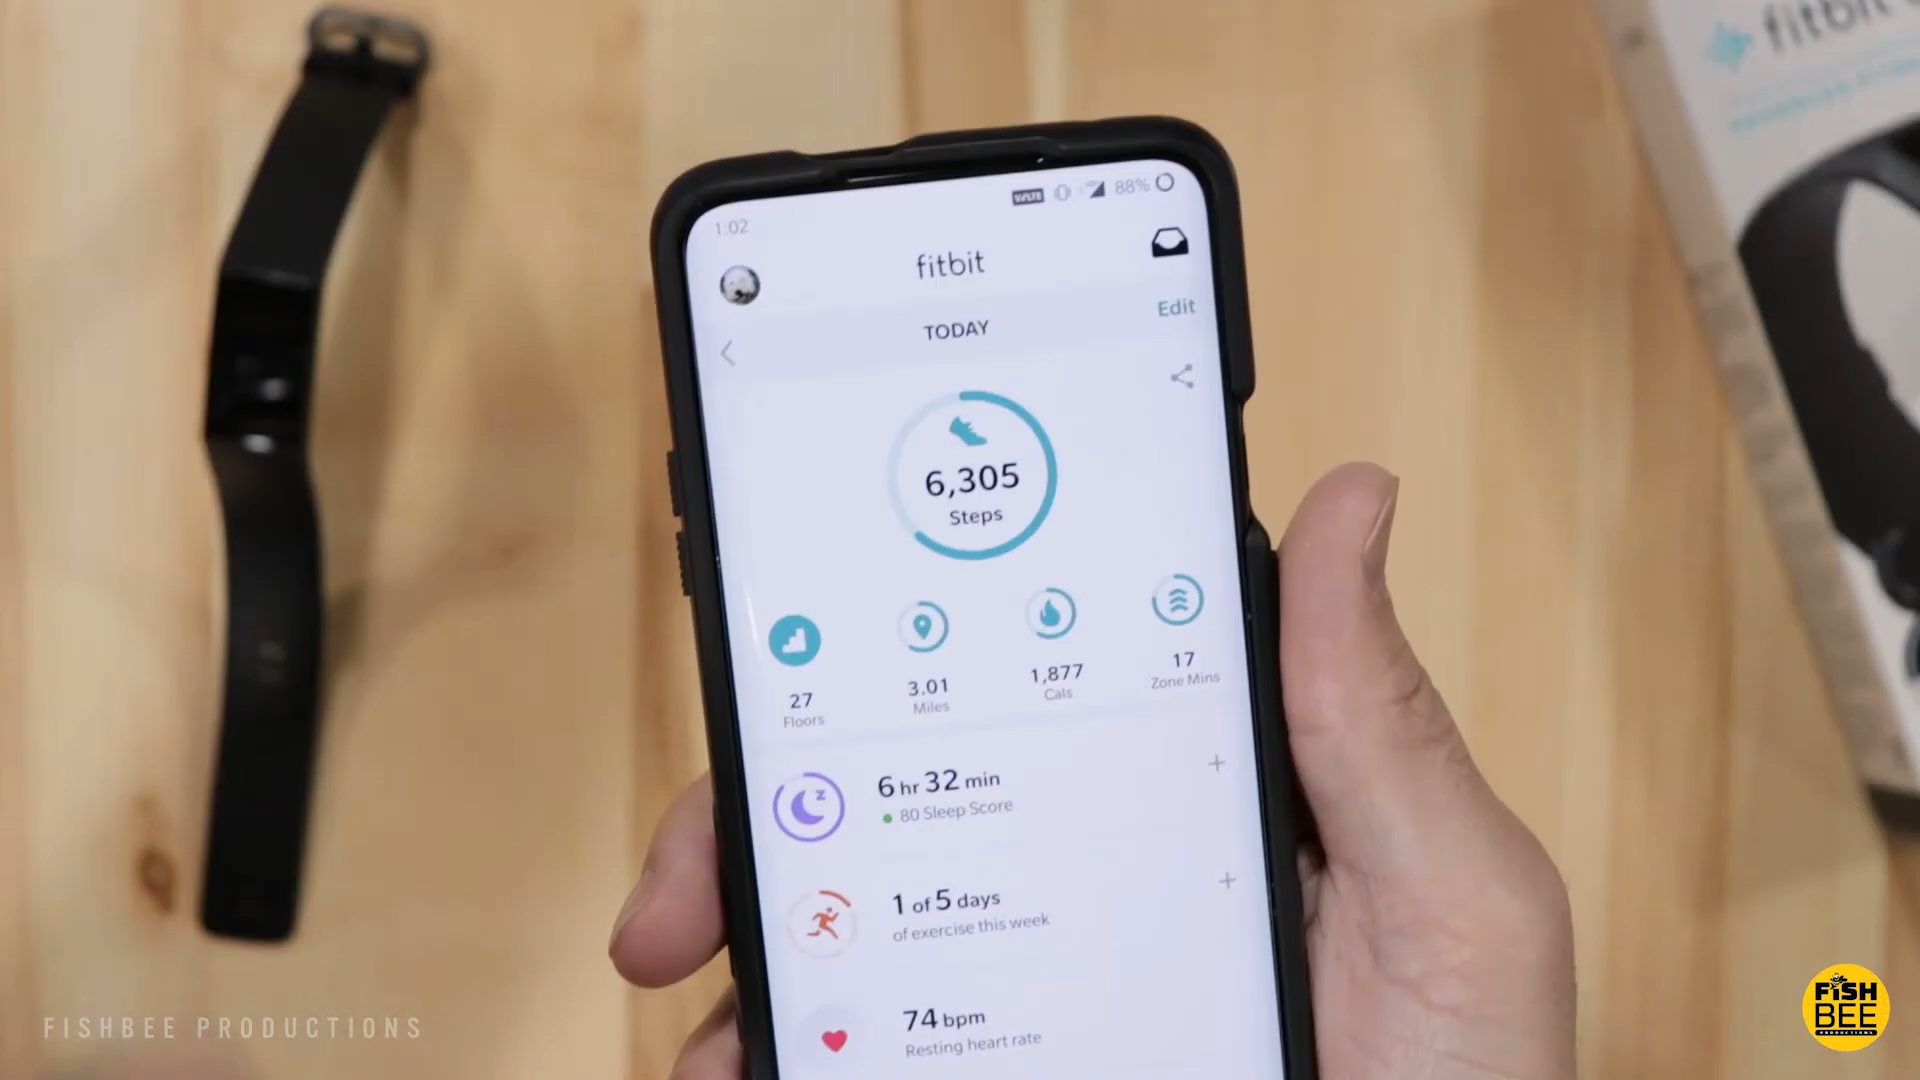 fitbit
1:02
VoLTE
88%
fitbit
Edit
TODAY
6,305
Steps
27
Floors
3.01
Miles
1,877
Cals
17
Zone Mins
6 hr 32 min
80 Sleep Score
1 of 5 days
of exercise this week
74 bpm
Resting heart rate
FISHBEE PRODUCTIONS
FiSH
BEE
PRODUCTIONS